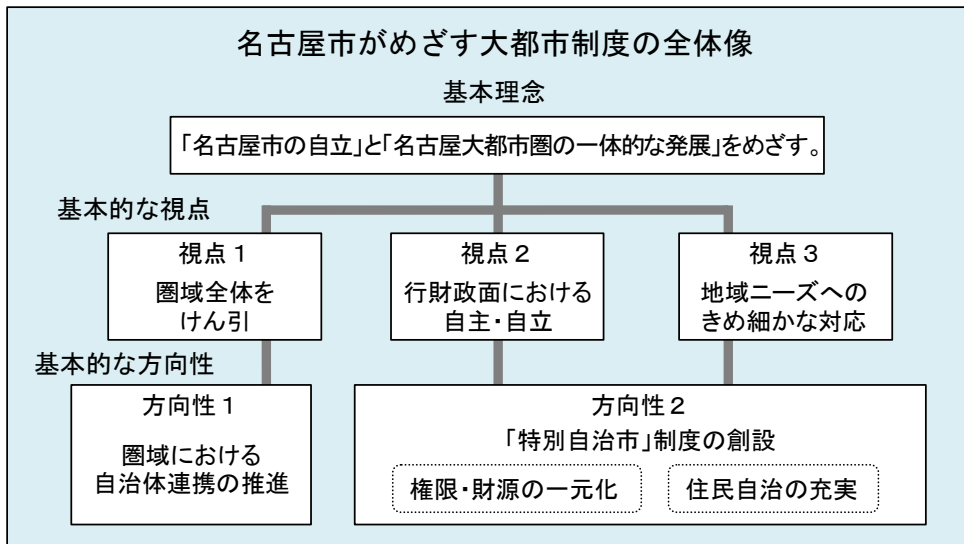 名古屋市がめざす大都市制度の全体像
基本理念
「名古屋市の自立」と「名古屋大都市圏の一体的な発展」をめざす。
基本的な視点
視点1
圏域全体を
けん引
視点2
行財政面における
自主・自立
視点3
地域ニーズへの
きめ細かな対応
基本的な方向性
方向性1
圏域における
自治体連携の推進
方向性2
「特別自治市」制度の創設
権限・財源の一元化
住民自治の充実